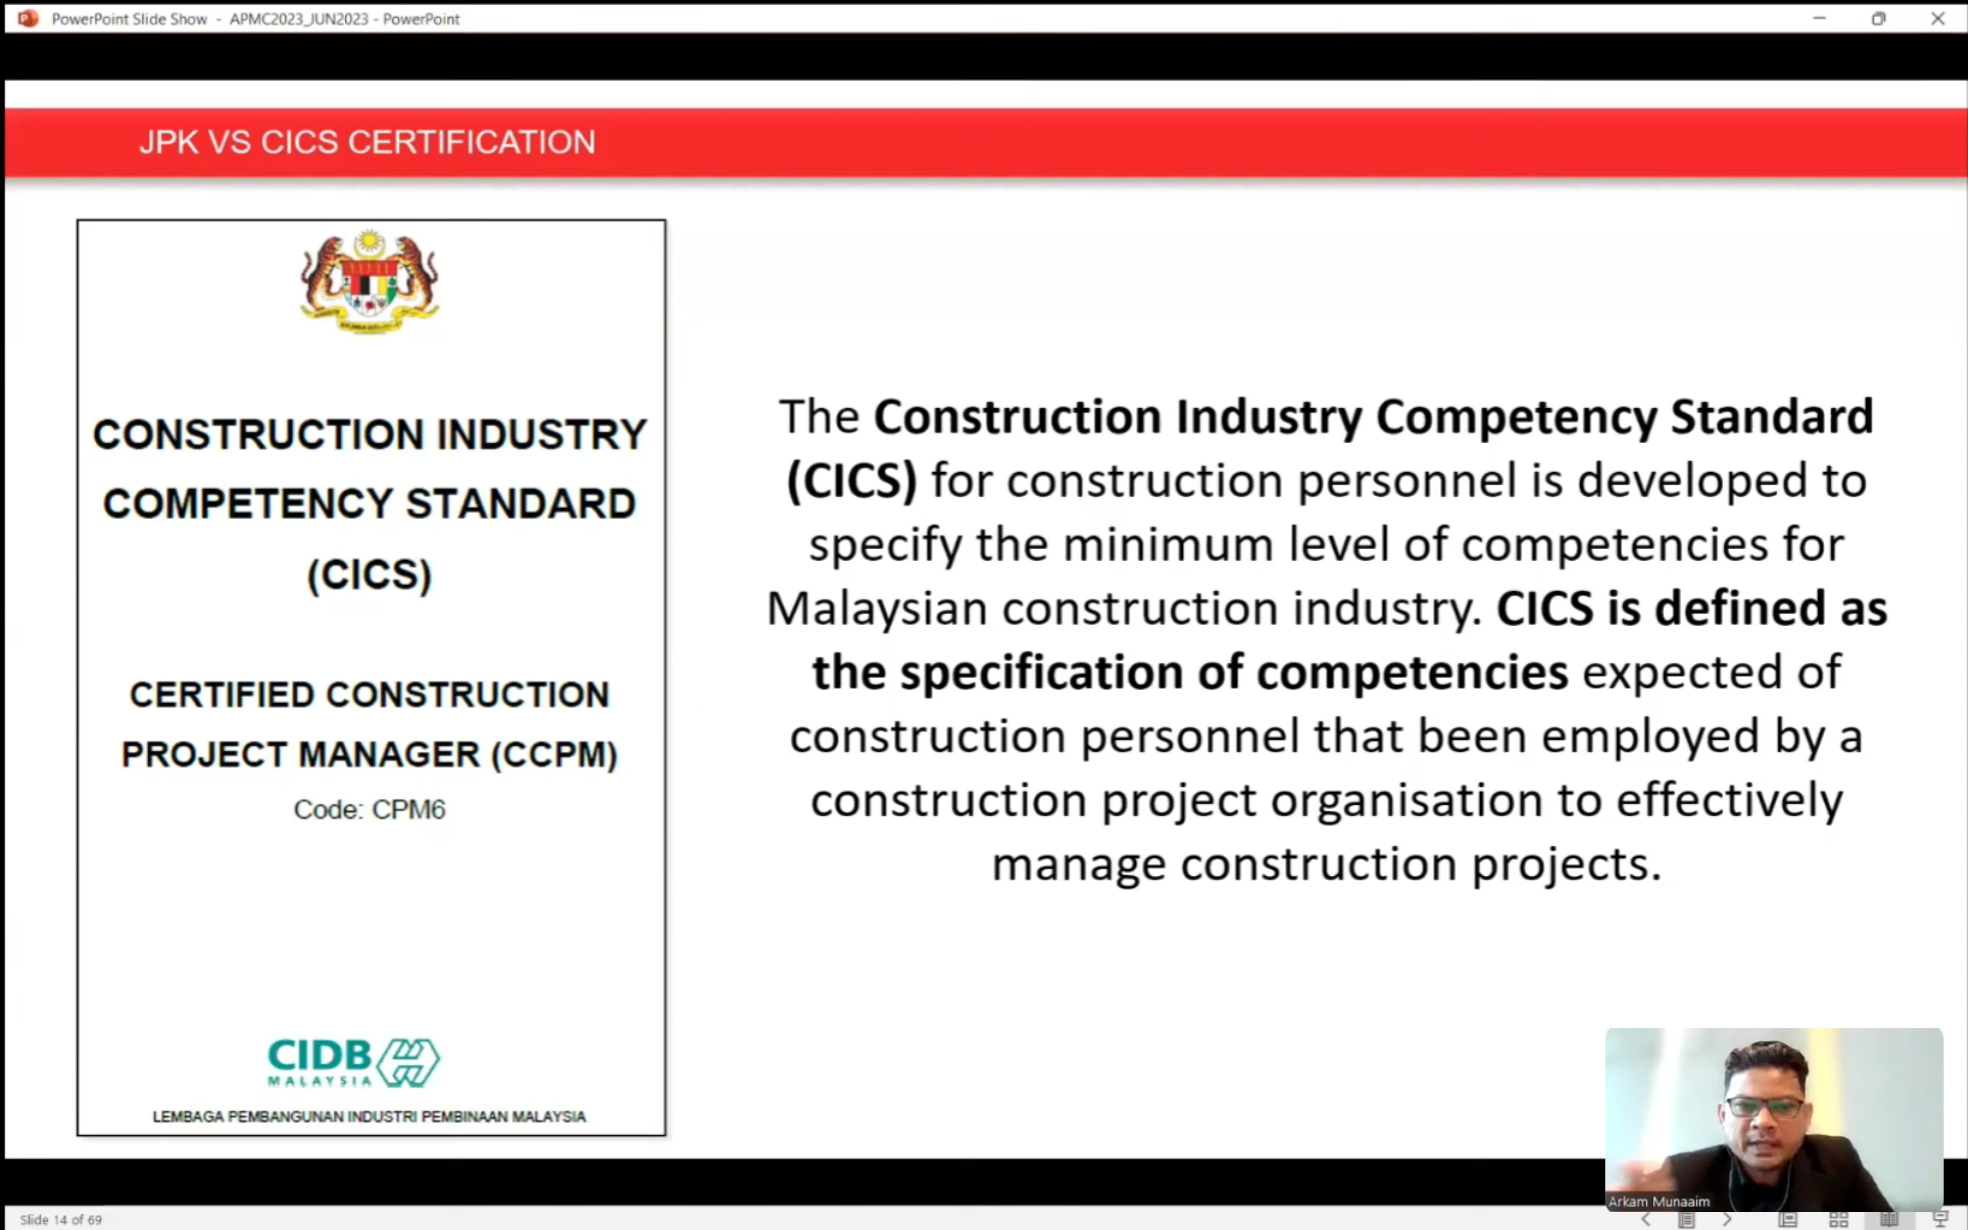 PowerPoint Slide Show - APMC2023_JUN2023 - PowerPoint
JPK VS CICS CERTIFICATION
CONSTRUCTION INDUSTRY
COMPETENCY STANDARD
(CICS)
CERTIFIED CONSTRUCTION
PROJECT MANAGER (CCPM)
Code: CPM6
CIDB
MALAYSIA
LEMBAGA PEMBANGUNAN INDUSTRI PEMBINAAN MALAYSIA
The Construction Industry Competency Standard
(CICS) for construction personnel is developed to
specify the minimum level of competencies for
Malaysian construction industry. CICS is defined as
the specification of competencies expected of
construction personnel that been employed by a
construction project organisation to effectively
manage construction projects.
Arkam Munaaim
Slide 14 of 69